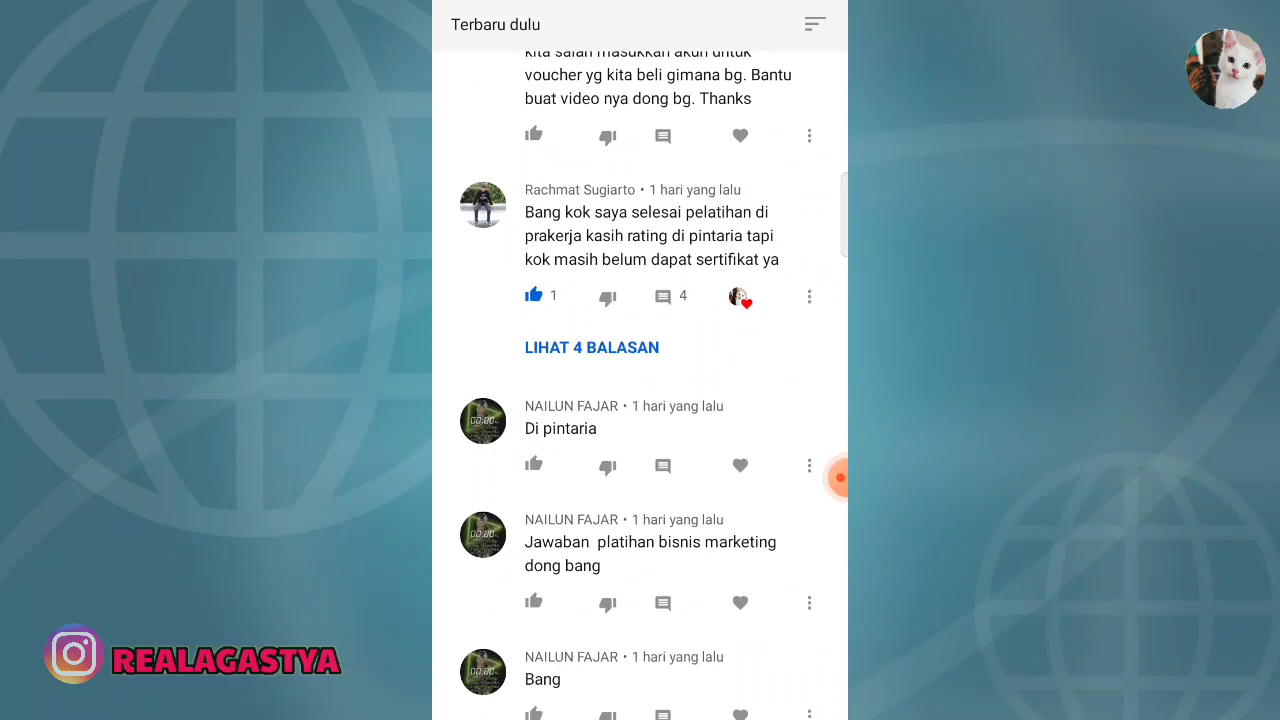 Terbaru dulu
kita salah masukkan akun untuk
voucher yg kita beli gimana bg. Bantu
buat video nya dong bg. Thanks
Rachmat Sugiarto • 1 hari yang lalu
Bang kok saya selesai pelatihan di
prakerja kasih rating di pintaria tapi
kok masih belum dapat sertifikat ya
1 4
LIHAT 4 BALASAN
NAILUN FAJAR • 1 hari yang lalu
Di pintaria
NAILUN FAJAR • 1 hari yang lalu
Jawaban platihan bisnis marketing
dong bang
NAILUN FAJAR • 1 hari yang lalu
Bang
REALAGASTYA